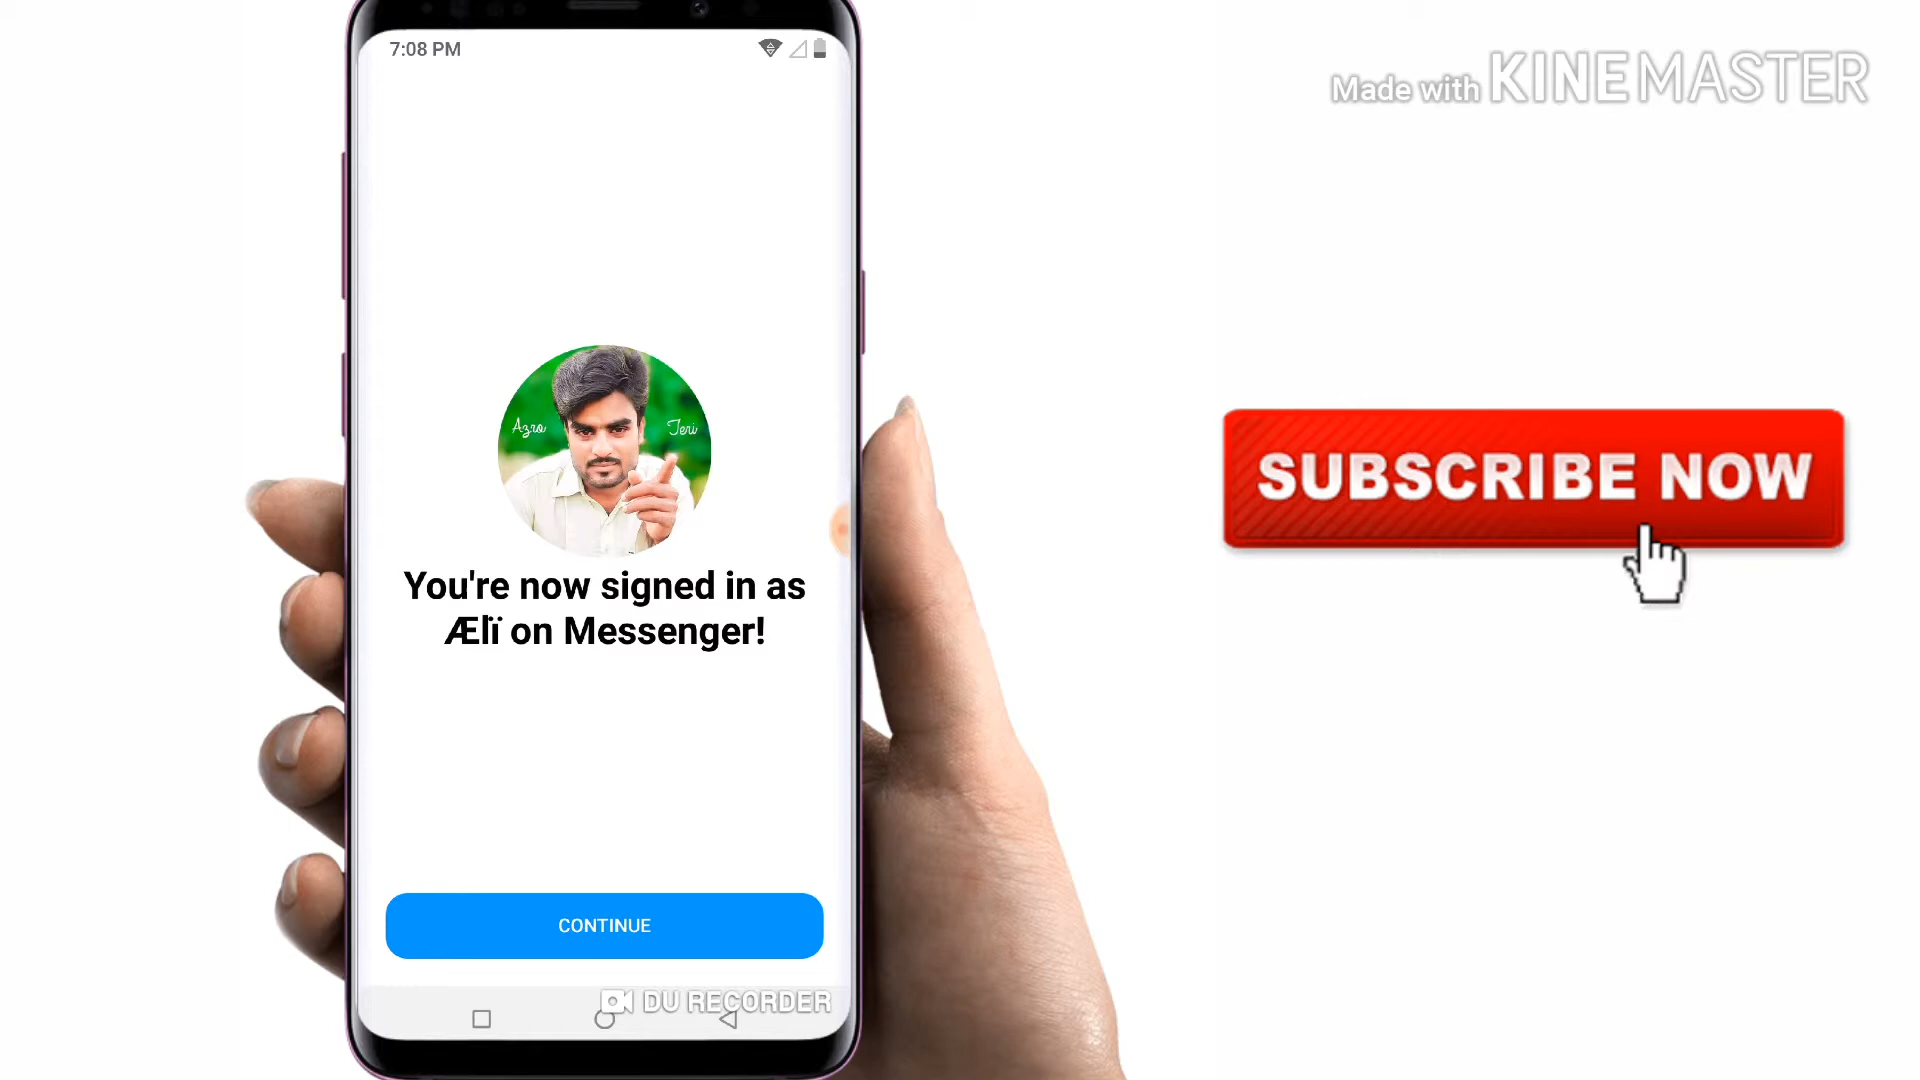 7:08 PM
Made with KINEMASTER
Azro
Teri
SUBSCRIBE NOW
You're now signed in as
Ælï on Messenger!
CONTINUE
DU RECORDER